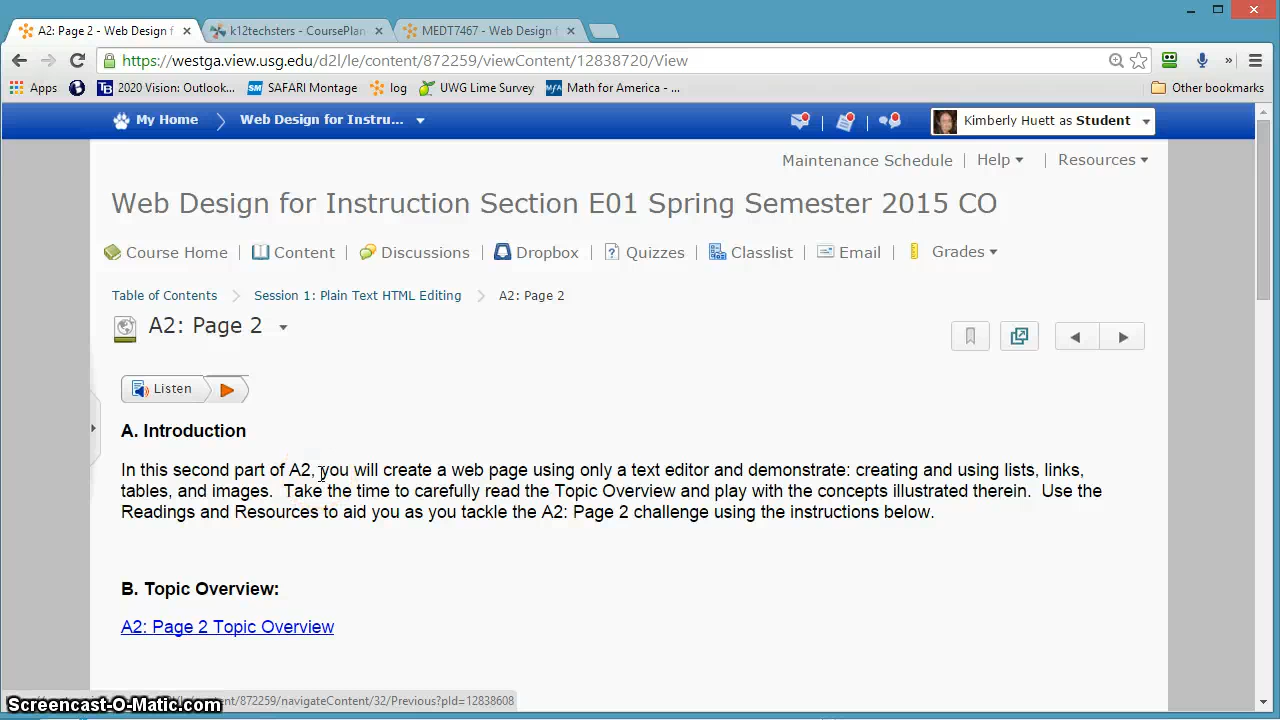 A2: Page 2 - Web Design f
k12techsters - CoursePlan
MEDT7467 - Web Design
https://westga.view.usg.edu/d2l/le/content/872259/viewContent/12838720/View
Apps
TB 2020 Vision: Outlook...
SM SAFARI Montage
log
UWG Lime Survey
MfA Math for America - ...
Other bookmarks
My Home
Web Design for Instru...
Kimberly Huett as Student
Maintenance Schedule | Help | Resources
Web Design for Instruction Section E01 Spring Semester 2015 CO
Course Home | Content | Discussions | Dropbox | Quizzes | Classlist | Email | Grades
Table of Contents
Session 1: Plain Text HTML Editing
A2: Page 2
A2: Page 2
Listen
A. Introduction
In this second part of A2, you will create a web page using only a text editor and demonstrate: creating and using lists, links,
tables, and images.  Take the time to carefully read the Topic Overview and play with the concepts illustrated therein.  Use the
Readings and Resources to aid you as you tackle the A2: Page 2 challenge using the instructions below.
B. Topic Overview:
A2: Page 2 Topic Overview
content/872259/navigateContent/32/Previous?pId=12838608
Screencast-O-Matic.com